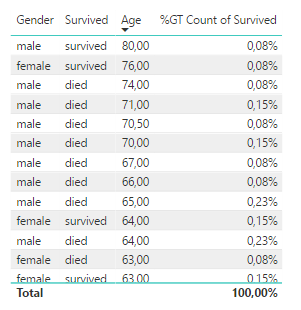 Gender Survived Age %GT Count of Survived
male survived 80,00 0,08%
female survived 76,00 0,08%
male died 74,00 0,08%
male died 71,00 0,15%
male died 70,50 0,08%
male died 70,00 0,15%
male died 67,00 0,08%
male died 66,00 0,08%
male died 65,00 0,23%
female survived 64,00 0,15%
male died 64,00 0,23%
female died 63,00 0,08%
female survived 63,00 0,15%
Total 100,00%